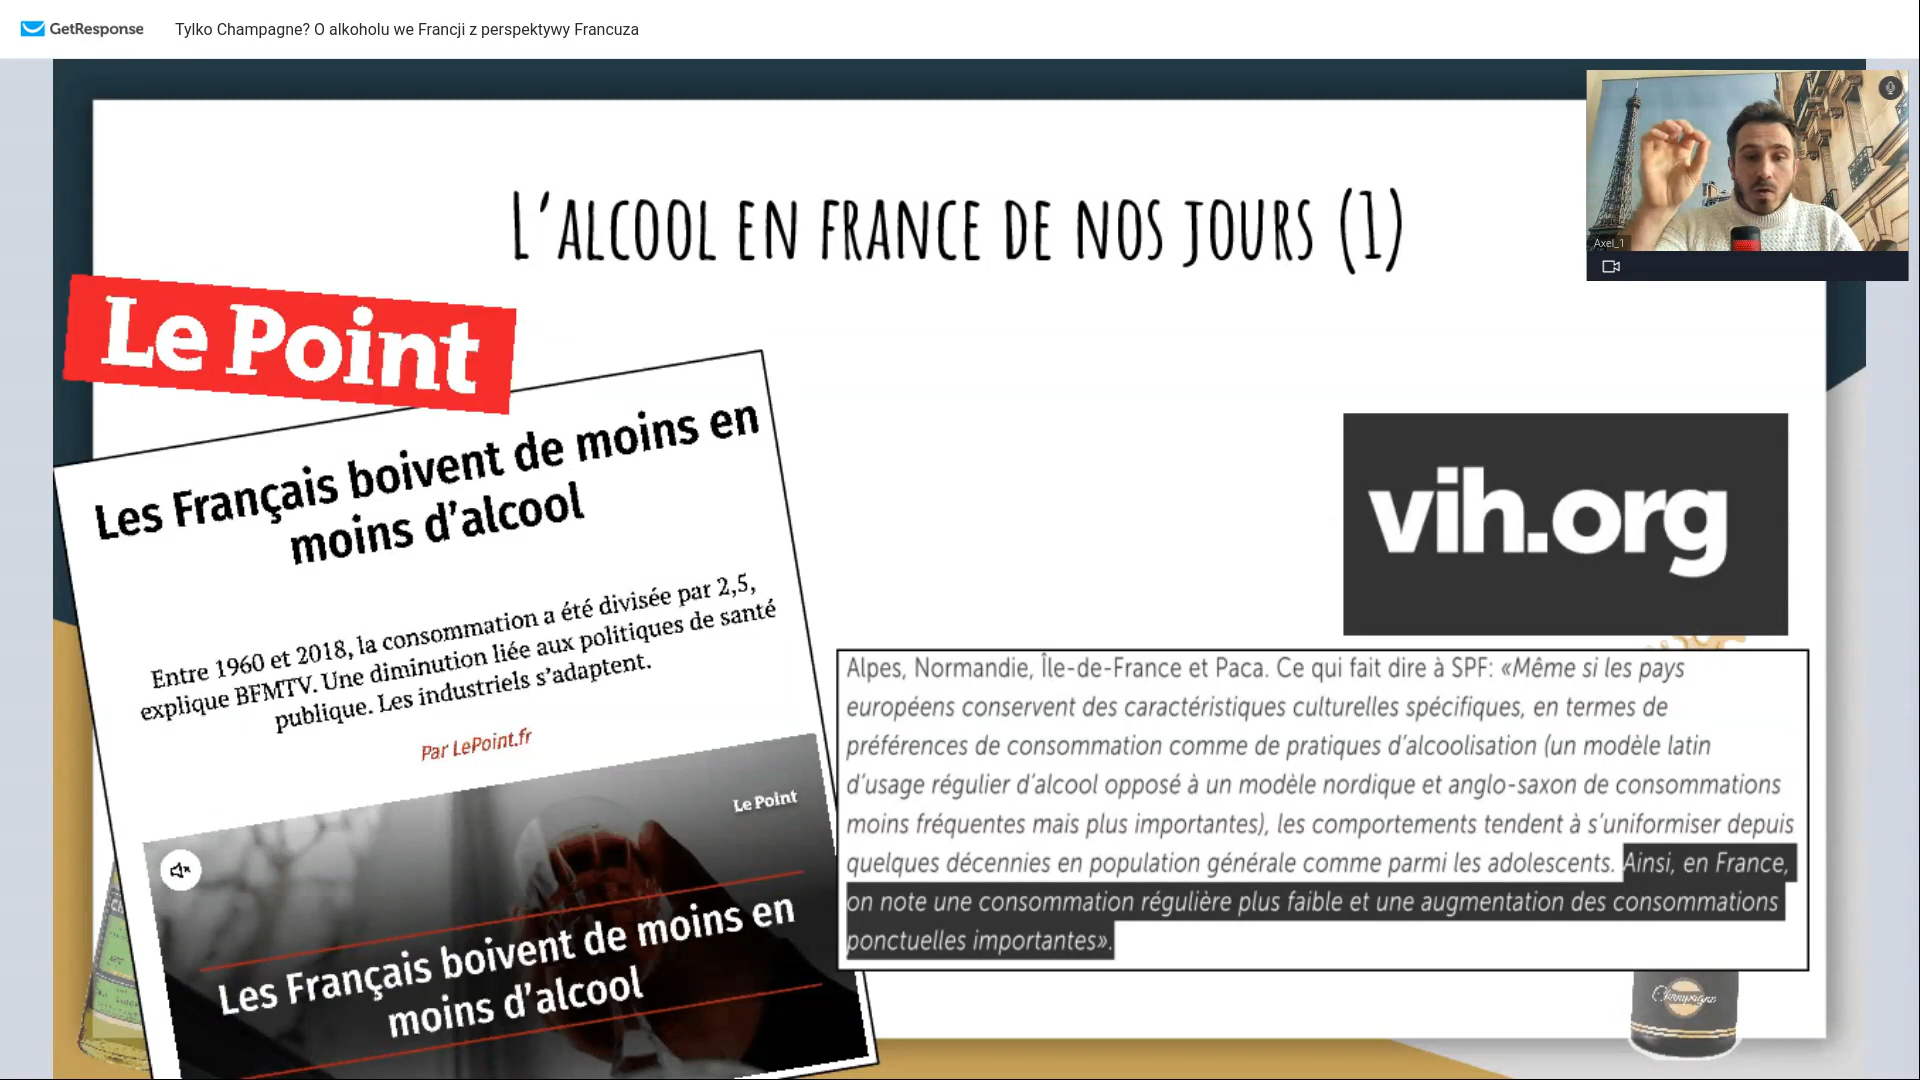 GetResponse
Tylko Champagne? O alkoholu we Francji z perspektywy Francuza
L'ALCOOL EN FRANCE DE NOS JOURS (1)
Axel_1
Le Point
Les Français boivent de moins en
moins d'alcool
Entre 1960 et 2018, la consommation a été divisée par 2,5,
explique BFMTV. Une diminution liée aux politiques de santé
publique. Les industriels s'adaptent.
Par LePoint.fr
Le Point
Les Français boivent de moins en
moins d'alcool
vih.org
Alpes, Normandie, Île-de-France et Paca. Ce qui fait dire à SPF: «Même si les pays
européens conservent des caractéristiques culturelles spécifiques, en termes de
préférences de consommation comme de pratiques d'alcoolisation (un modèle latin
d'usage régulier d'alcool opposé à un modèle nordique et anglo-saxon de consommations
moins fréquentes mais plus importantes), les comportements tendent à s'uniformiser depuis
quelques décennies en population générale comme parmi les adolescents. Ainsi, en France,
on note une consommation régulière plus faible et une augmentation des consommations
ponctuelles importantes».
Champagne